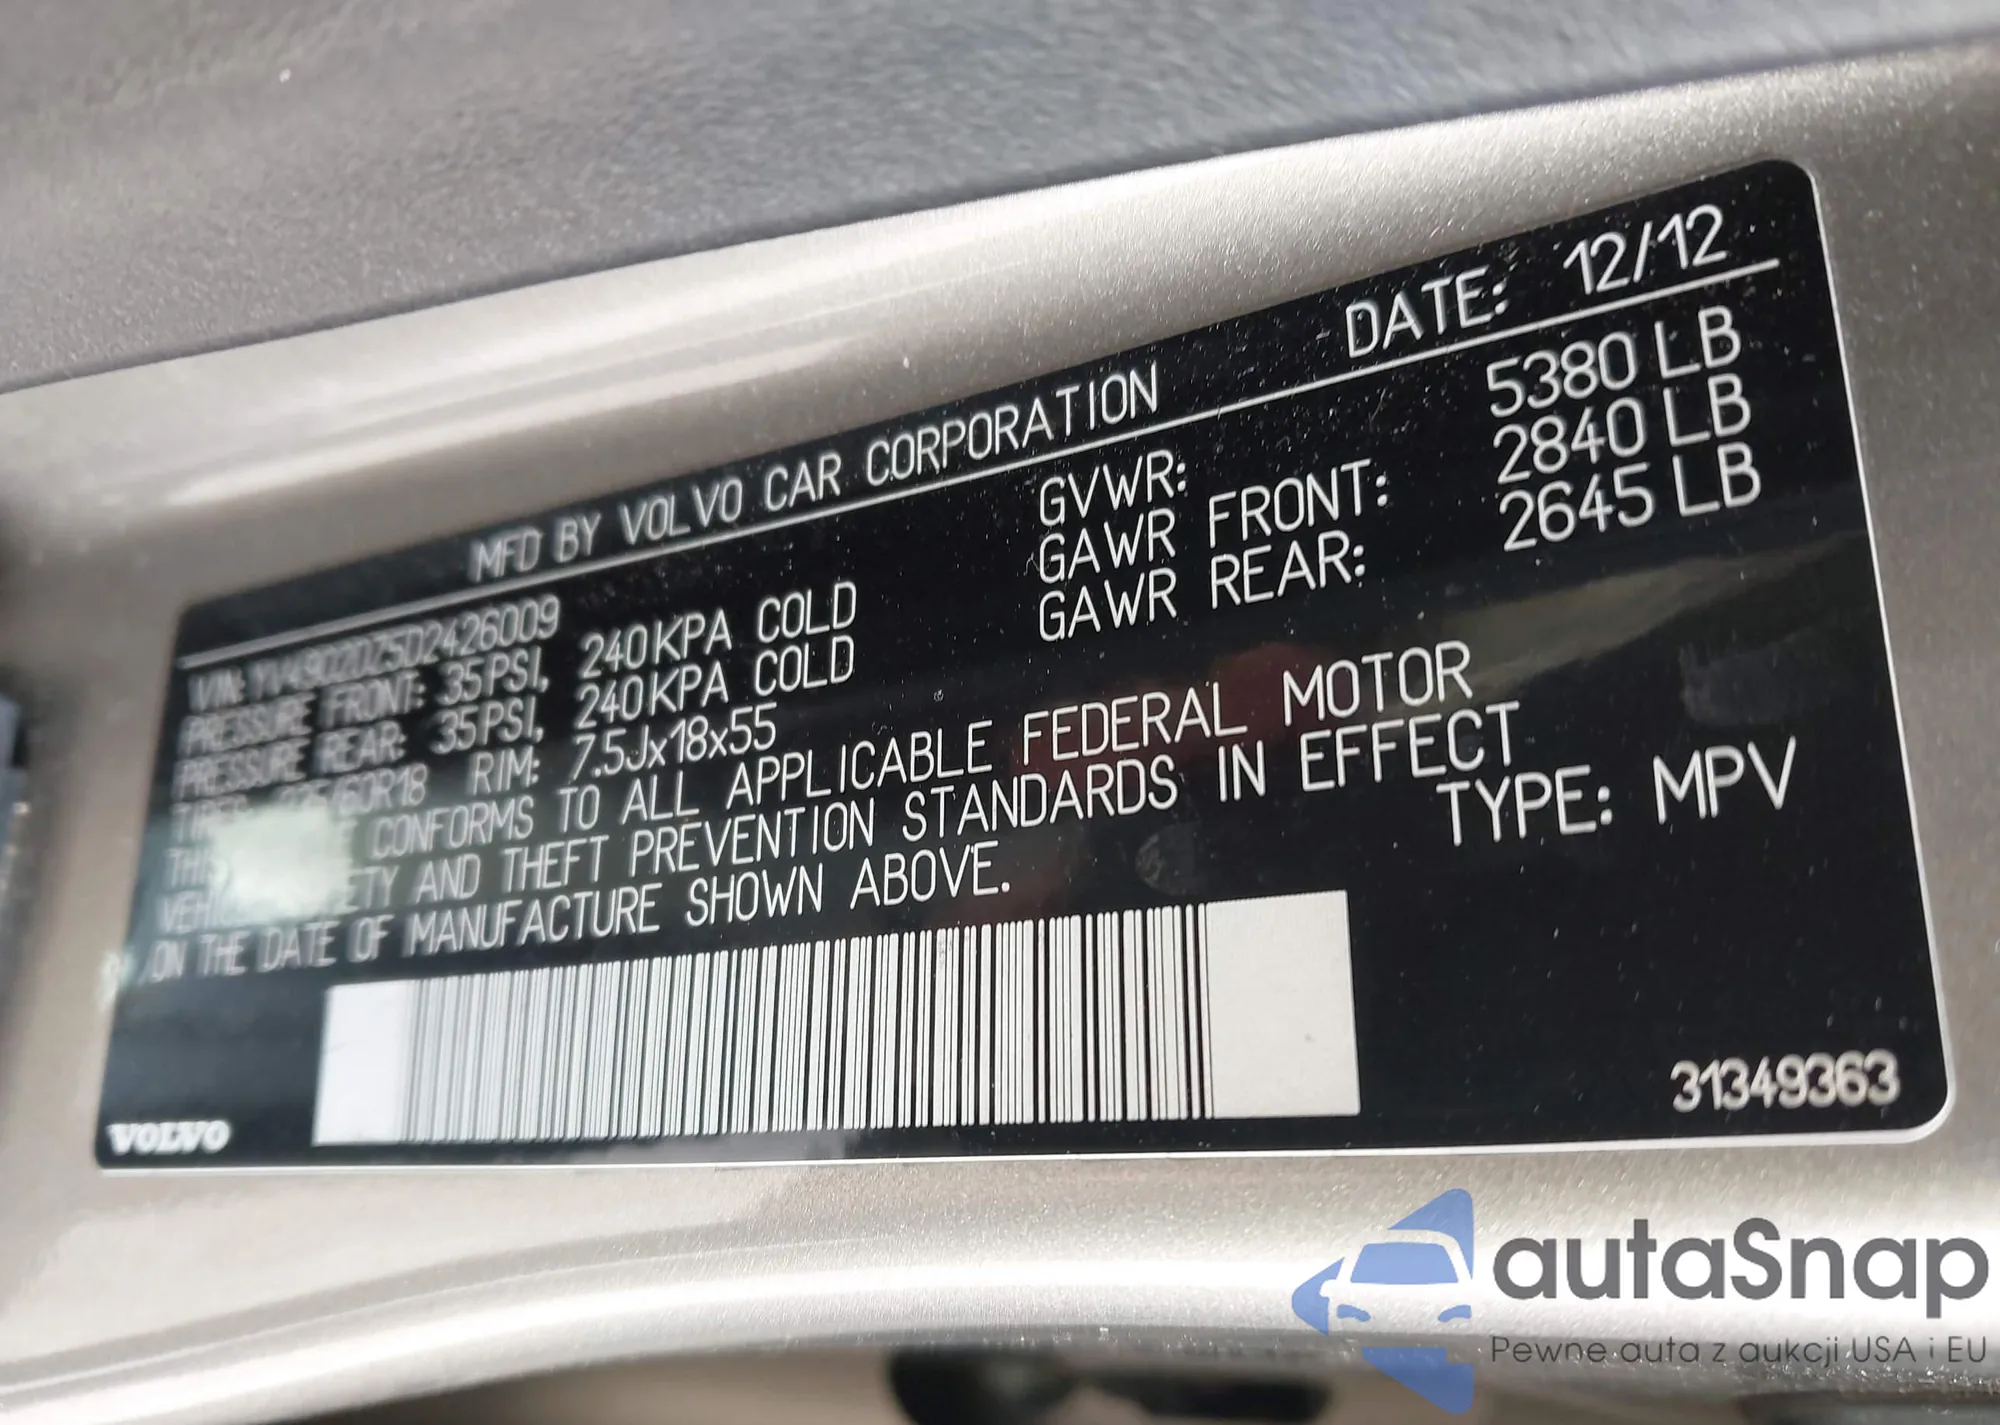 MFD BY VOLVO CAR CORPORATION DATE: 12/12
VIN: YV4902DZ5D2426009
PRESSURE FRONT: 35PSI, 240KPA COLD
PRESSURE REAR: 35PSI, 240KPA COLD
GVWR: 5380 LB
GAWR FRONT: 2840 LB
GAWR REAR: 2645 LB
/60R18 RIM: 7.5Jx18x55
CONFORMS TO ALL APPLICABLE FEDERAL MOTOR
AND THEFT PREVENTION STANDARDS IN EFFECT
ON THE DATE OF MANUFACTURE SHOWN ABOVE.
TYPE: MPV
31349363
VOLVO
autaSnap
Pewne auta z aukcji USA i EU